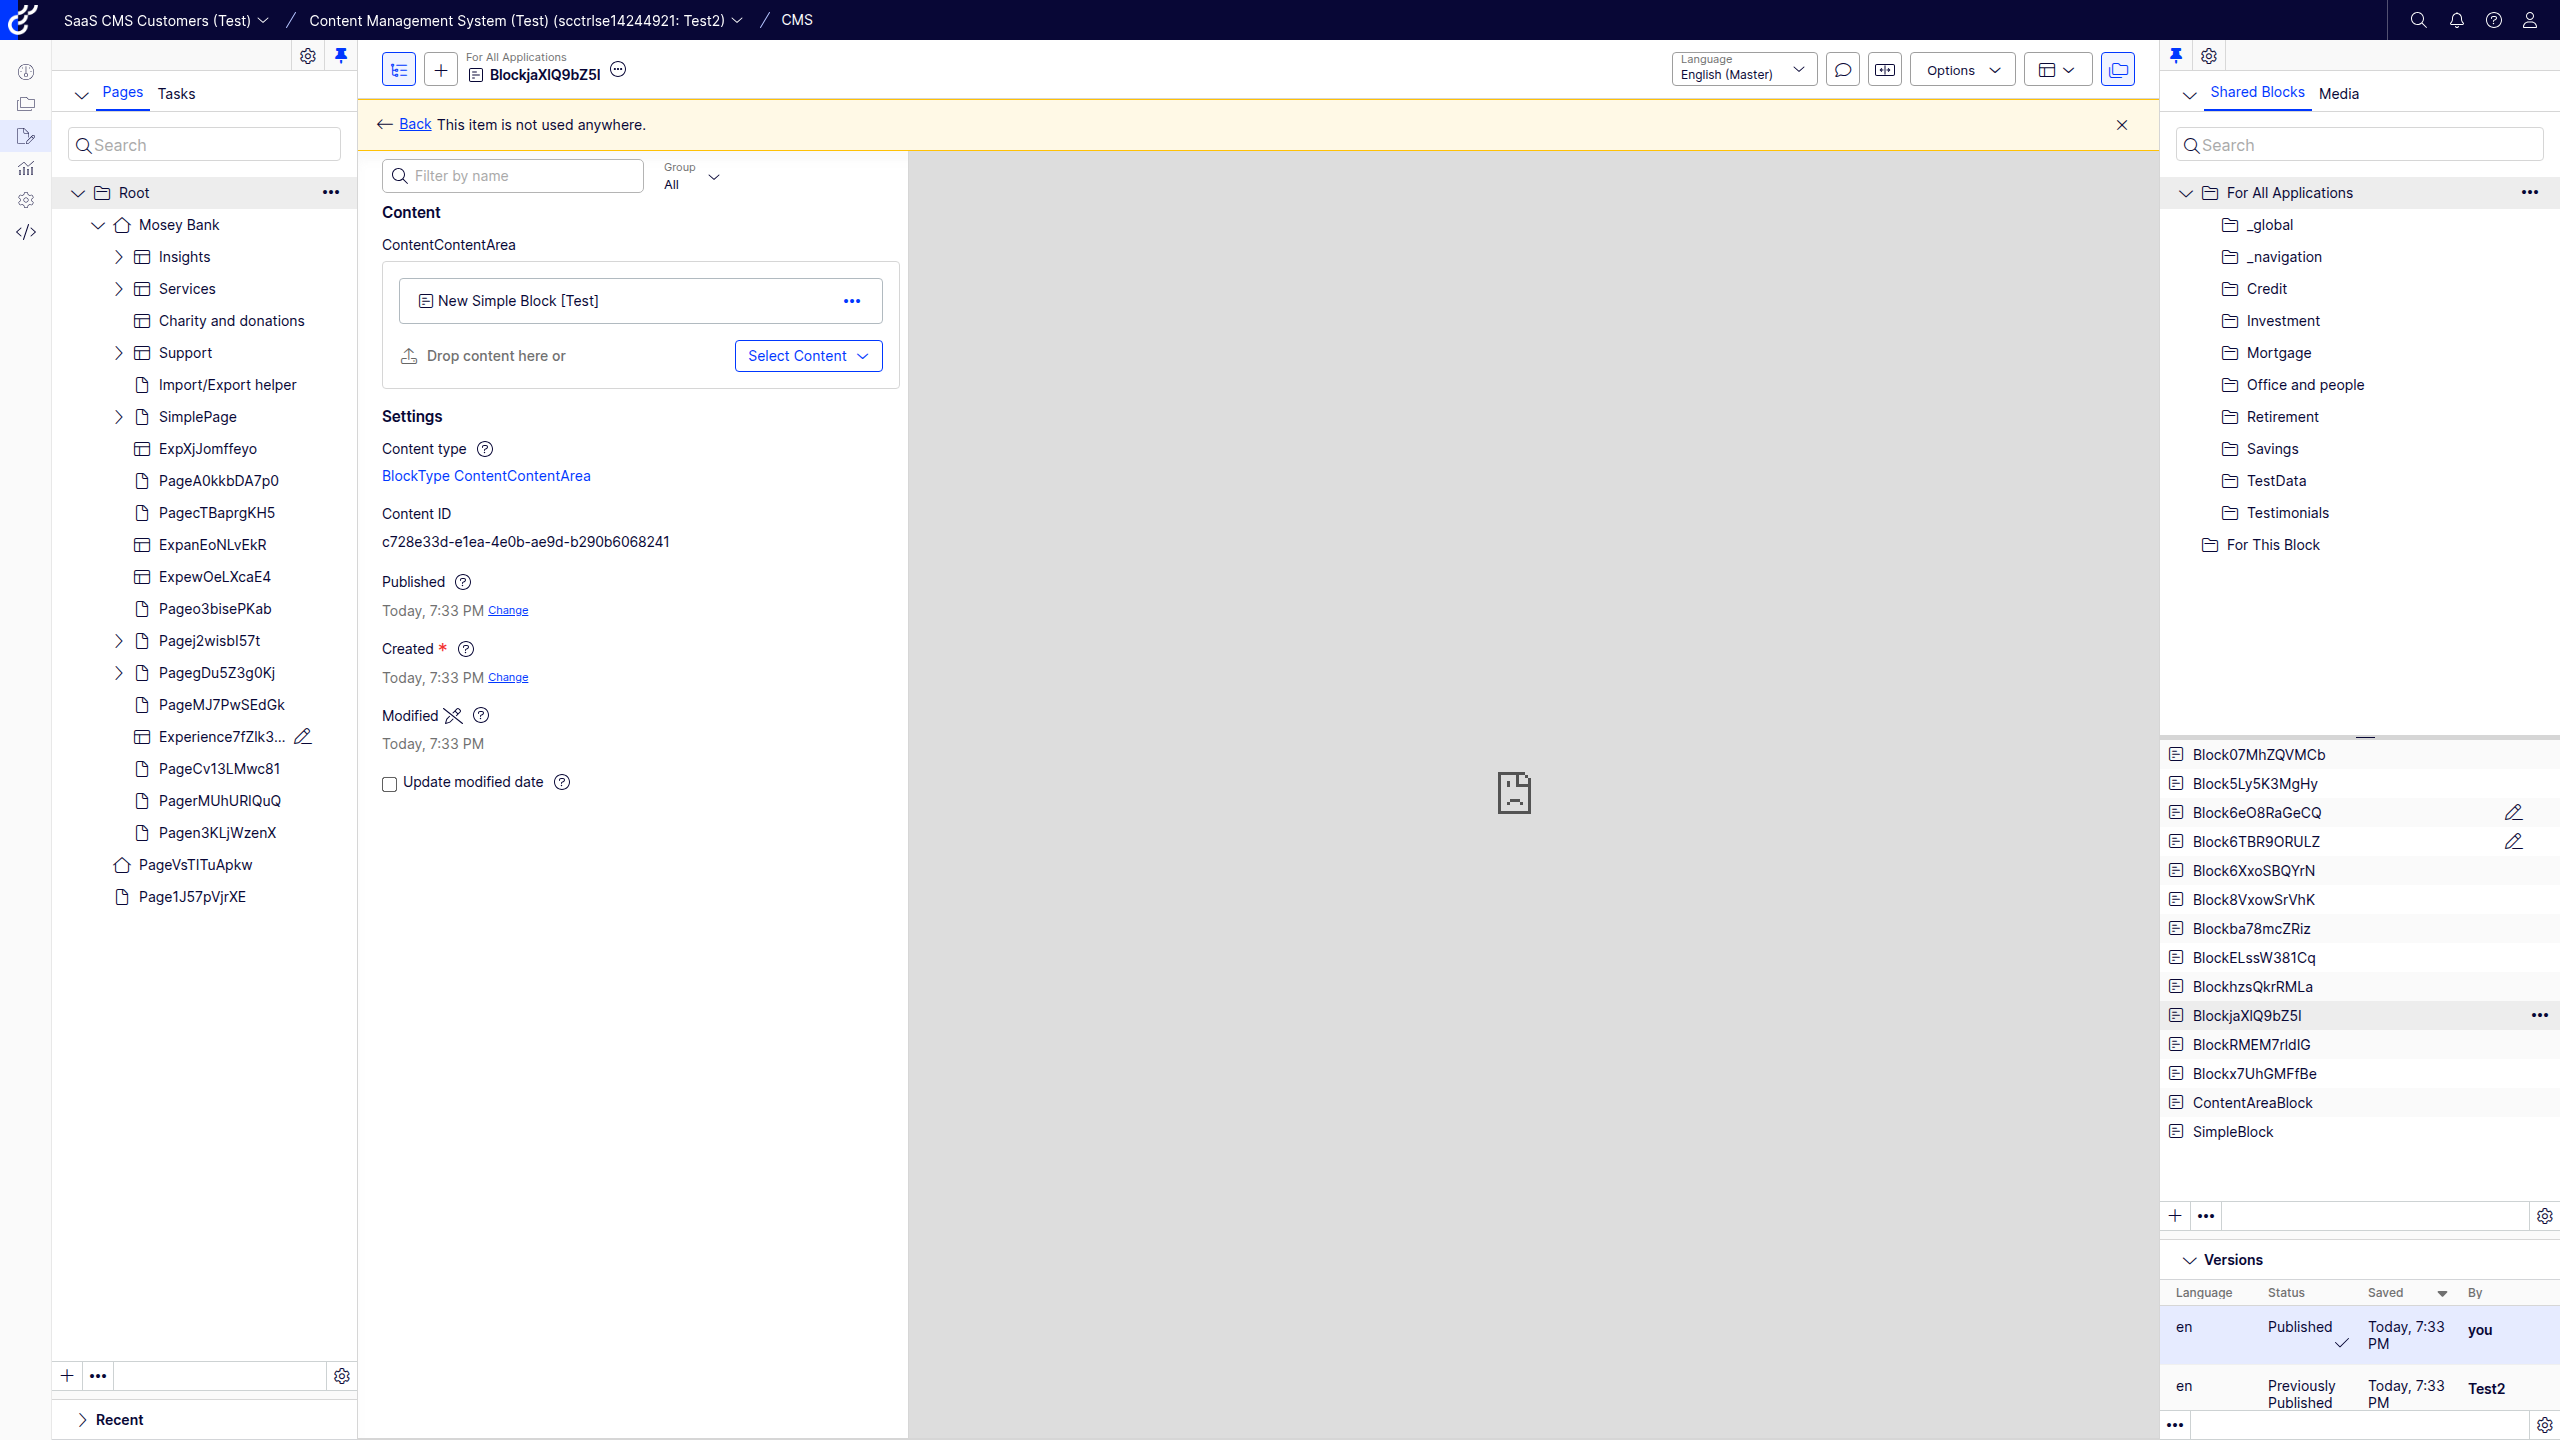 SaaS CMS Customers (Test)
Content Management System (Test) (scctrlse14244921: Test2)
CMS
Pages
Tasks
Search
Root
Mosey Bank
Insights
Services
Charity and donations
Support
Import/Export helper
SimplePage
ExpXjJomffeyo
PageA0kkbDA7p0
PagecTBaprgKH5
ExpanEoNLvEkR
ExpewOeLXcaE4
Pageo3bisePKab
Pagej2wisbI57t
PagegDu5Z3g0Kj
PageMJ7PwSEdGk
Experience7fZlk3...
PageCv13LMwc81
PagerMUhURIQuQ
Pagen3KLjWzenX
PageVsTITuApkw
Page1J57pVjrXE
Recent
For All Applications
BlockjaXlQ9bZ5I
Language
English (Master)
Options
Back This item is not used anywhere.
Filter by name
Group
All
Content
ContentContentArea
New Simple Block [Test]
Drop content here or
Select Content
Settings
Content type
BlockType ContentContentArea
Content ID
c728e33d-e1ea-4e0b-ae9d-b290b6068241
Published
Today, 7:33 PM Change
Created *
Today, 7:33 PM Change
Modified
Today, 7:33 PM
Update modified date
Shared Blocks
Media
Search
For All Applications
_global
_navigation
Credit
Investment
Mortgage
Office and people
Retirement
Savings
TestData
Testimonials
For This Block
Block07MhZQVMCb
Block5Ly5K3MgHy
Block6eO8RaGeCQ
Block6TBR9ORULZ
Block6XxoSBQYrN
Block8VxowSrVhK
Blockba78mcZRiz
BlockELssW381Cq
BlockhzsQkrRMLa
BlockjaXlQ9bZ5I
BlockRMEM7rldlG
Blockx7UhGMFfBe
ContentAreaBlock
SimpleBlock
Versions
Language Status Saved By
en Published Today, 7:33 PM you
en Previously Published Today, 7:33 PM Test2